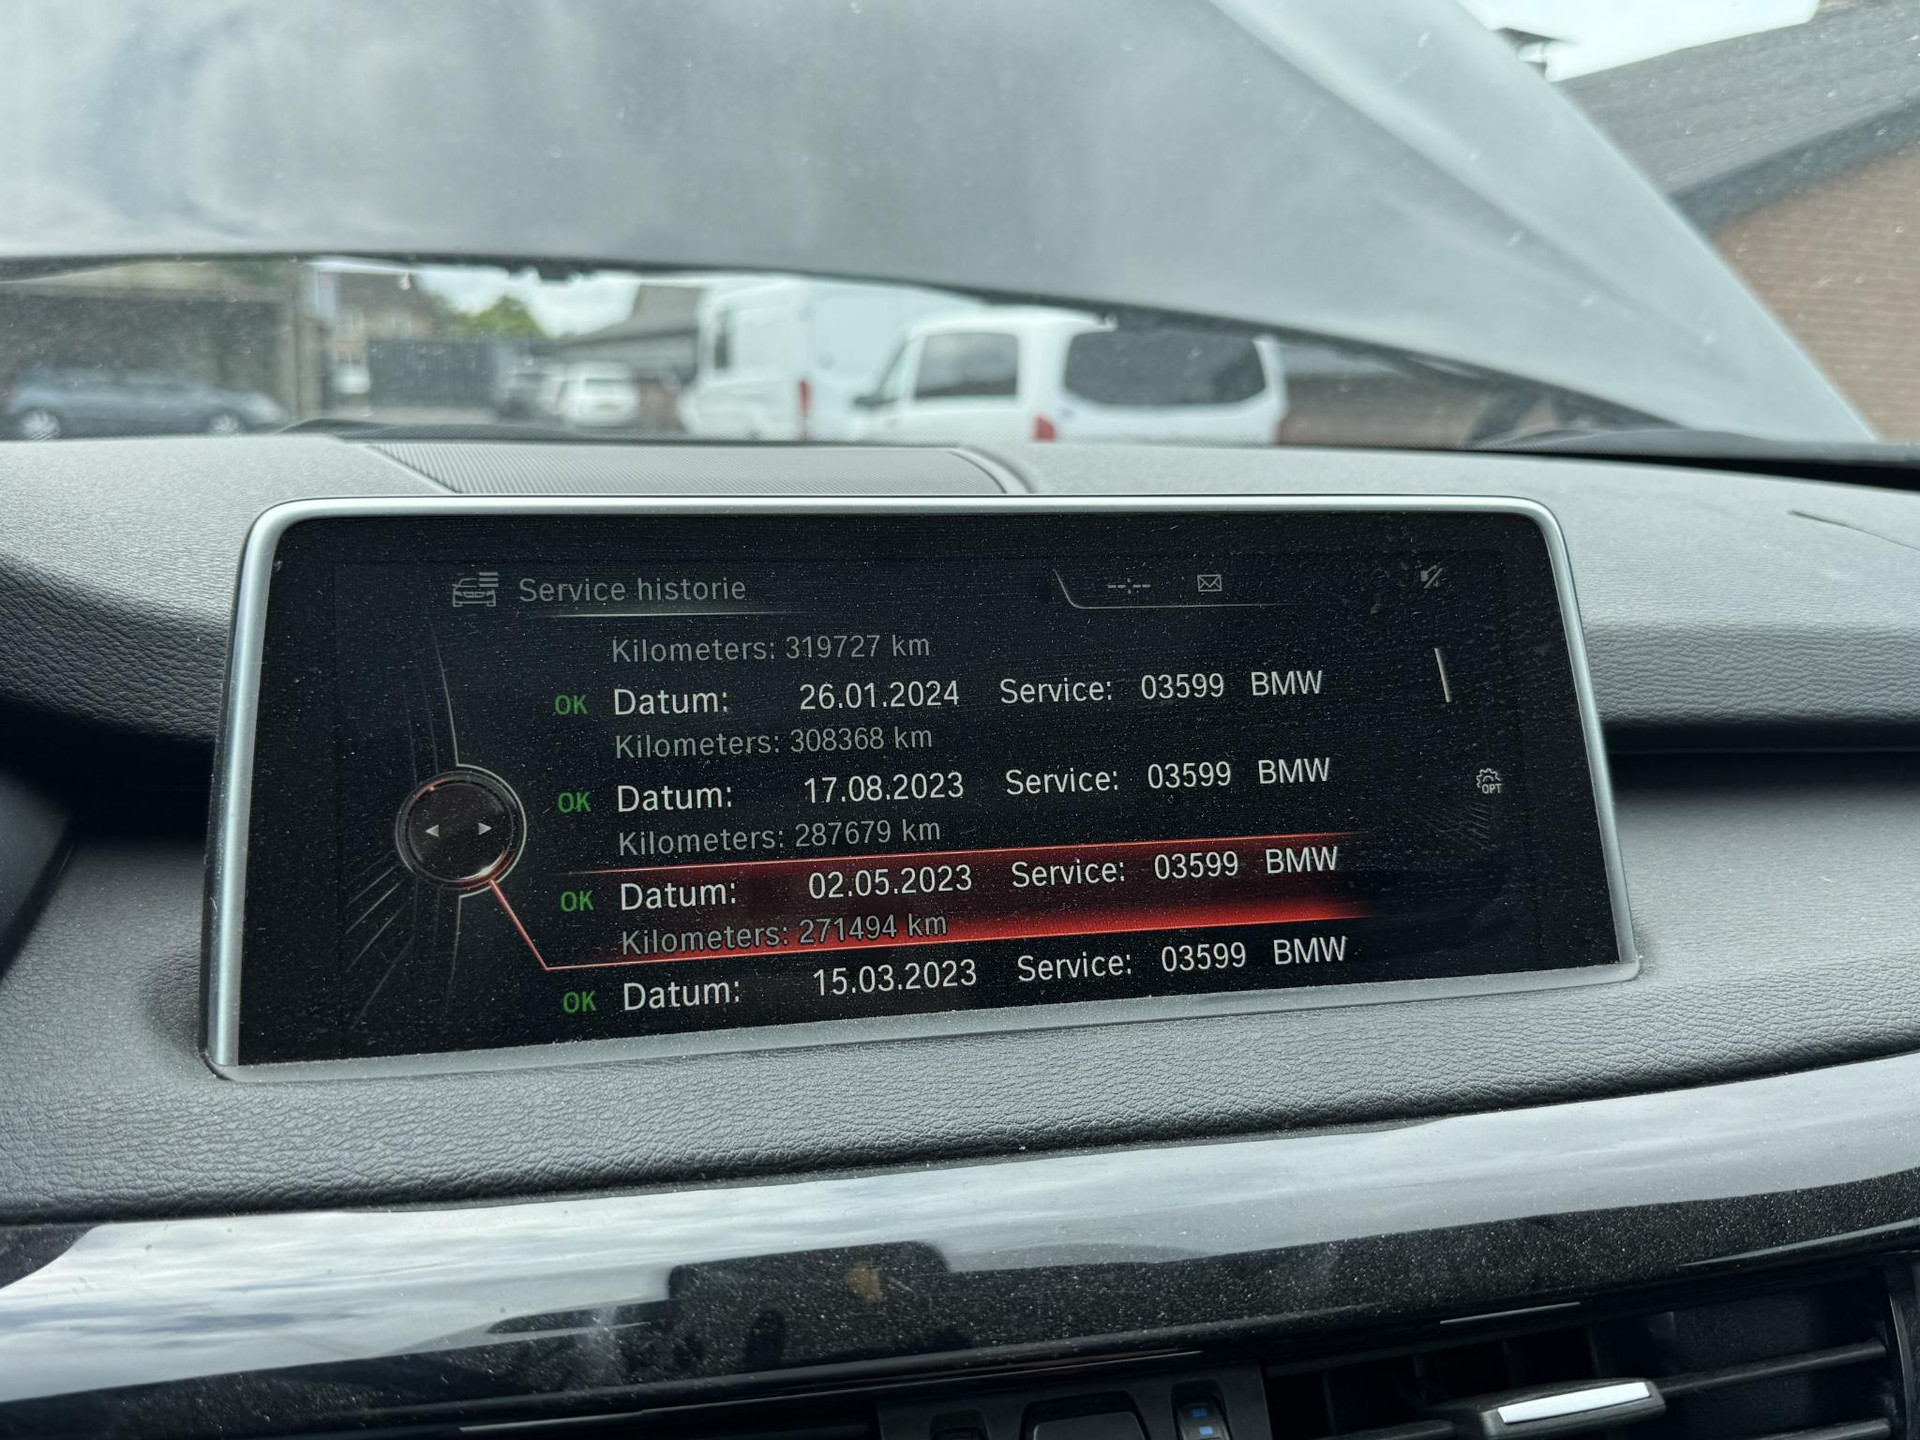 Service historie --:--
Kilometers: 319727 km
OK Datum: 26.01.2024 Service: 03599 BMW
Kilometers: 308368 km
OK Datum: 17.08.2023 Service: 03599 BMW
Kilometers: 287679 km
OK Datum: 02.05.2023 Service: 03599 BMW
Kilometers: 271494 km
OK Datum: 15.03.2023 Service: 03599 BMW
OPT